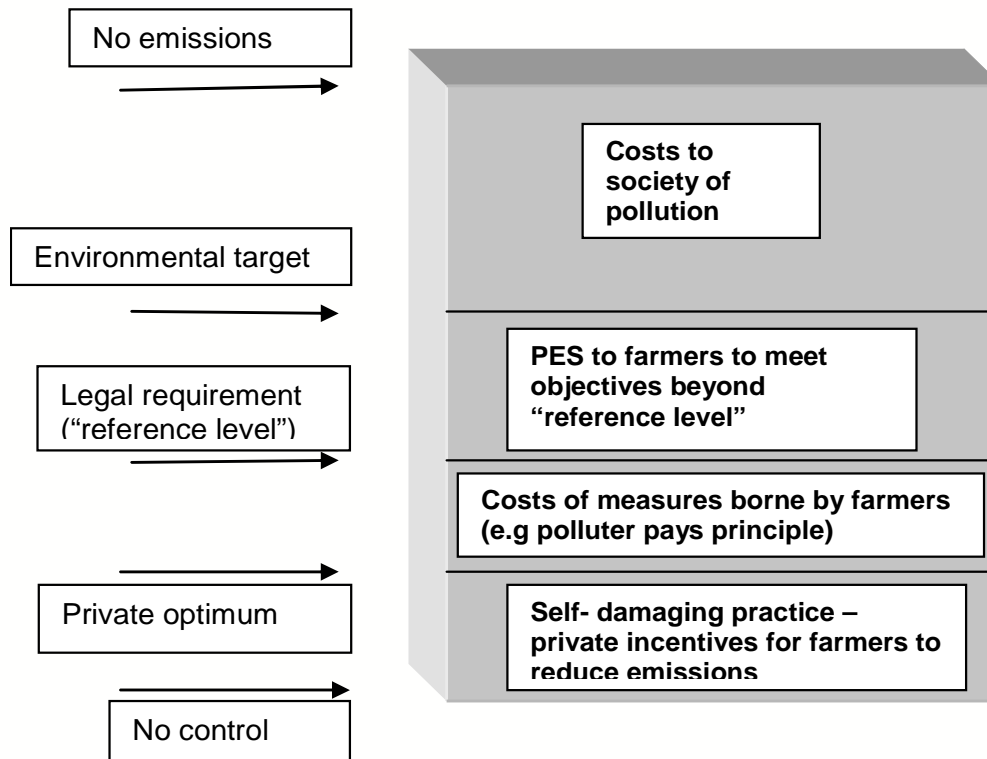 No emissions
Costs to
society of
pollution
Environmental target
PES to farmers to meet
objectives beyond
“reference level”
Legal requirement
(“reference level”)
Costs of measures borne by farmers
(e.g polluter pays principle)
Private optimum
Self- damaging practice –
private incentives for farmers to
reduce emissions
No control